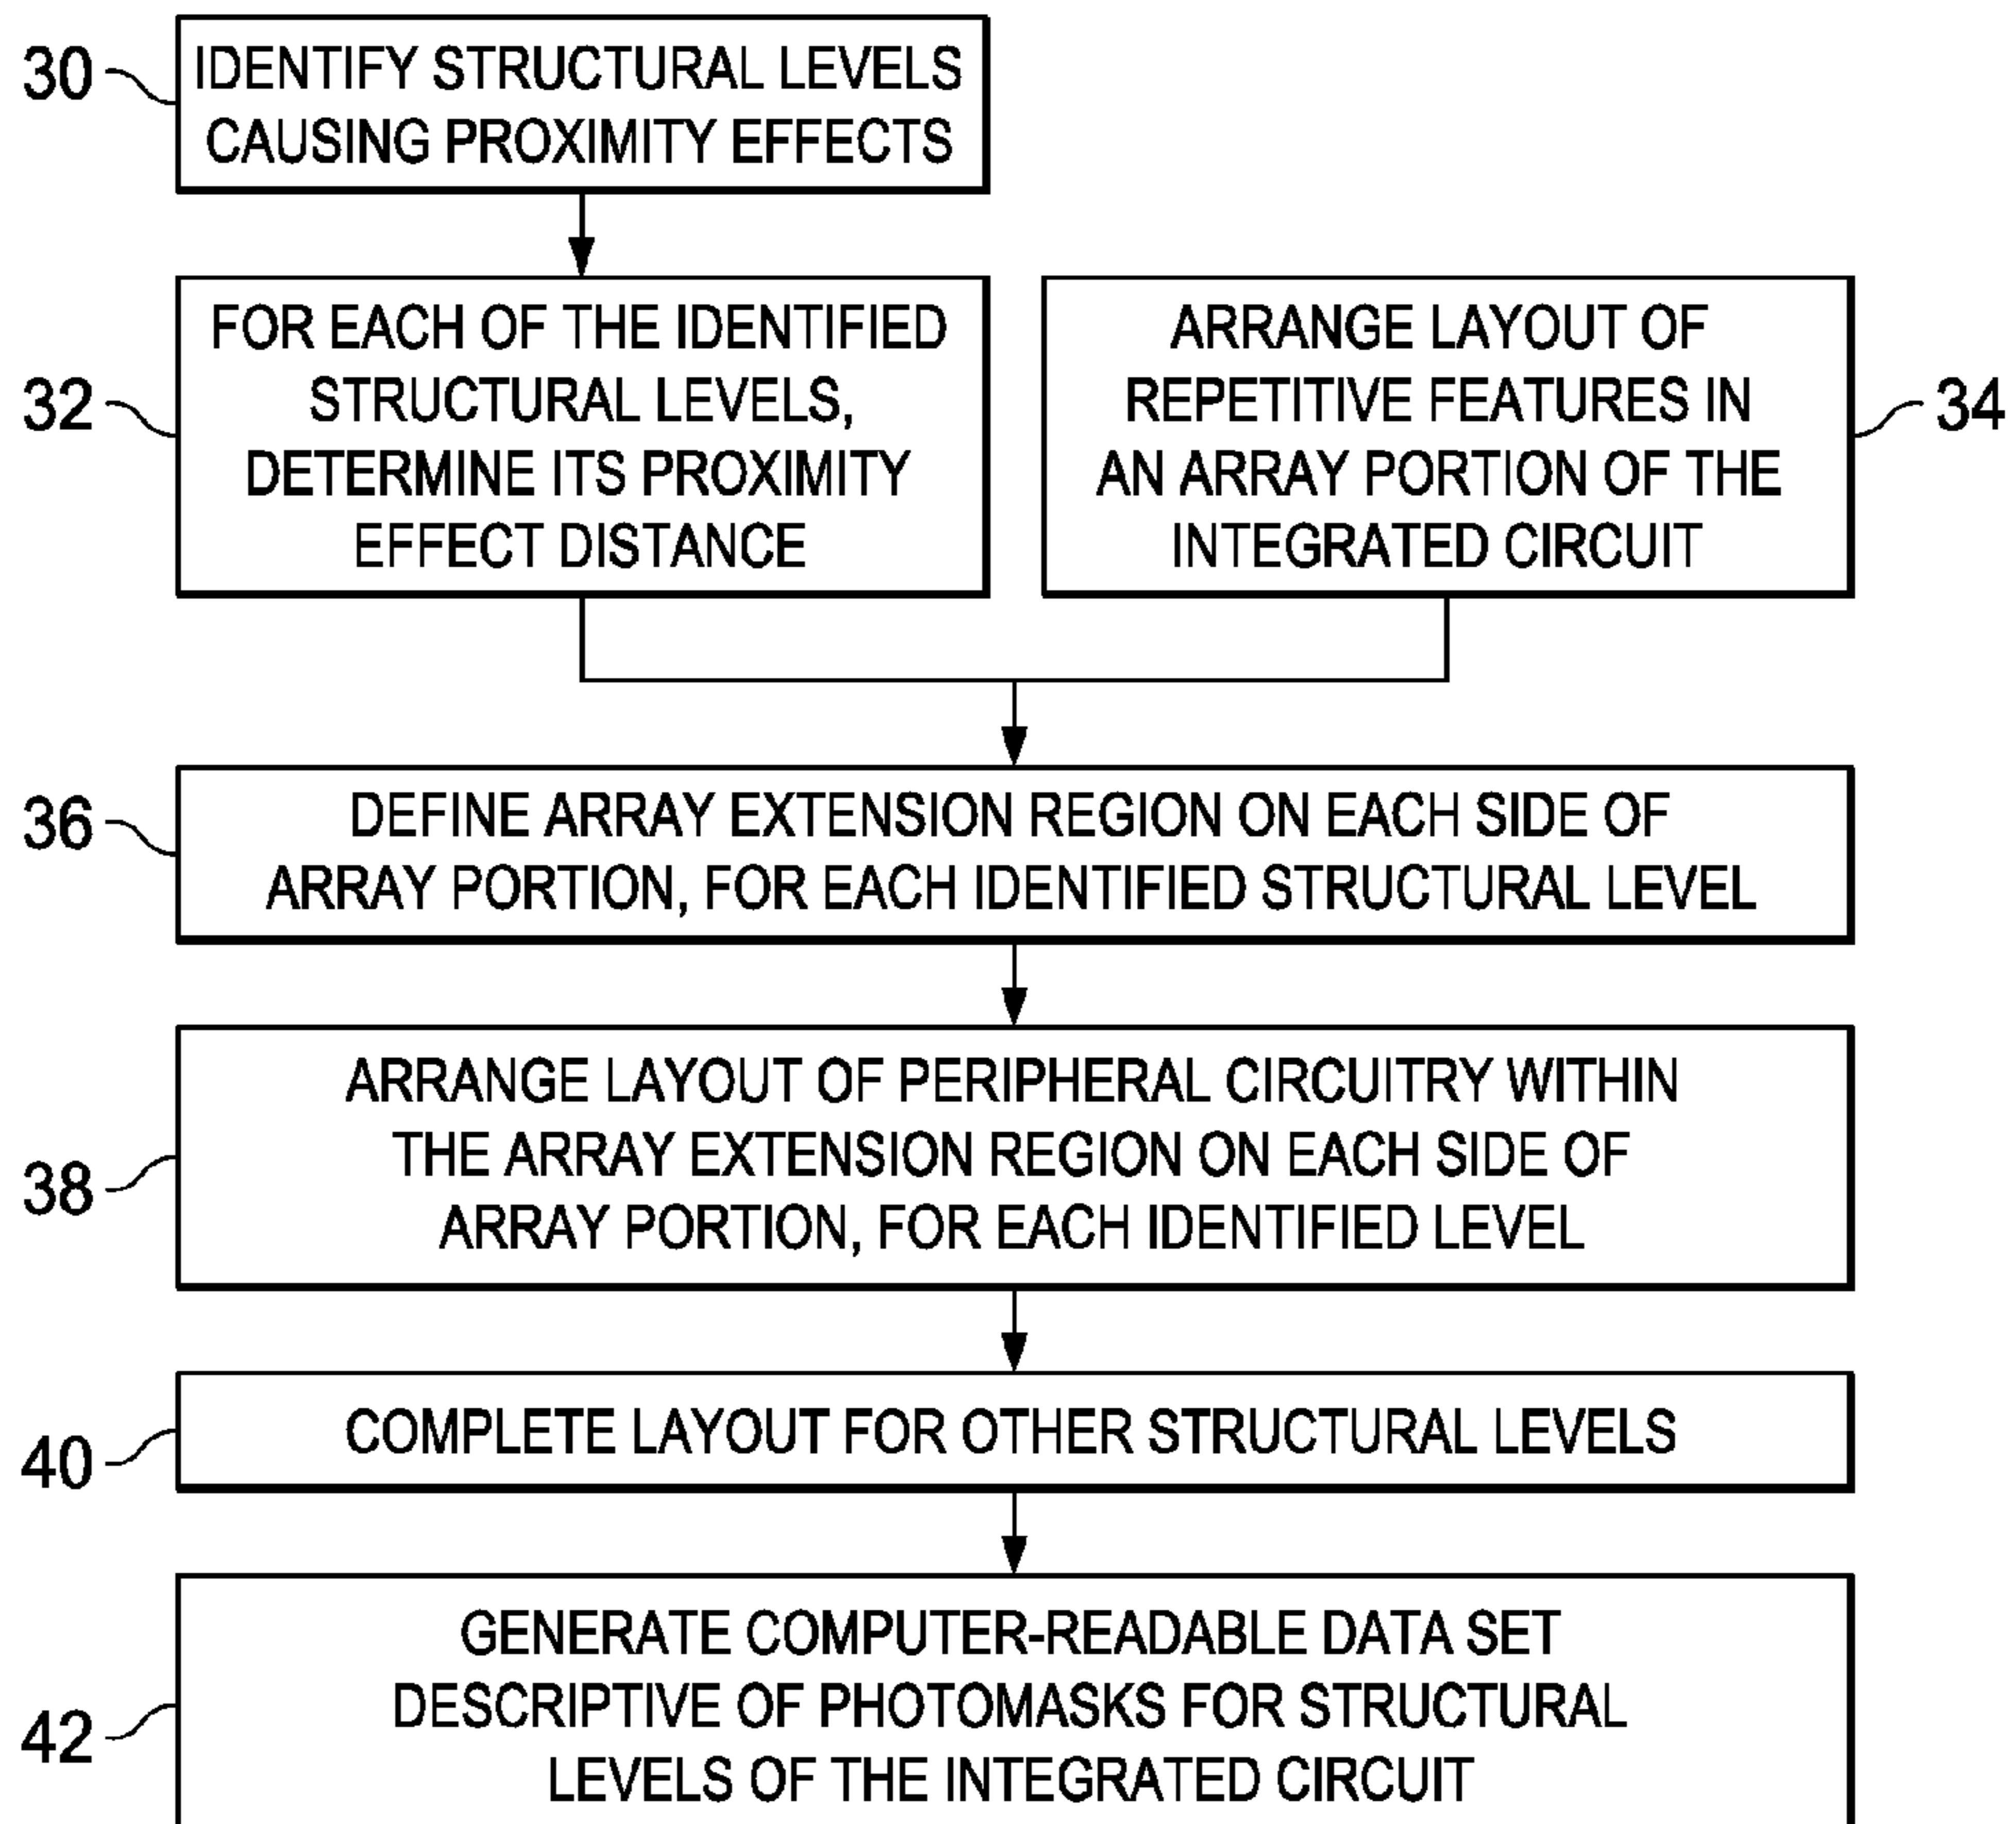 30
IDENTIFY STRUCTURAL LEVELS
CAUSING PROXIMITY EFFECTS
32
FOR EACH OF THE IDENTIFIED
STRUCTURAL LEVELS,
DETERMINE ITS PROXIMITY
EFFECT DISTANCE
ARRANGE LAYOUT OF
REPETITIVE FEATURES IN
AN ARRAY PORTION OF THE
INTEGRATED CIRCUIT
34
36
DEFINE ARRAY EXTENSION REGION ON EACH SIDE OF
ARRAY PORTION, FOR EACH IDENTIFIED STRUCTURAL LEVEL
38
ARRANGE LAYOUT OF PERIPHERAL CIRCUITRY WITHIN
THE ARRAY EXTENSION REGION ON EACH SIDE OF
ARRAY PORTION, FOR EACH IDENTIFIED LEVEL
40
COMPLETE LAYOUT FOR OTHER STRUCTURAL LEVELS
42
GENERATE COMPUTER-READABLE DATA SET
DESCRIPTIVE OF PHOTOMASKS FOR STRUCTURAL
LEVELS OF THE INTEGRATED CIRCUIT